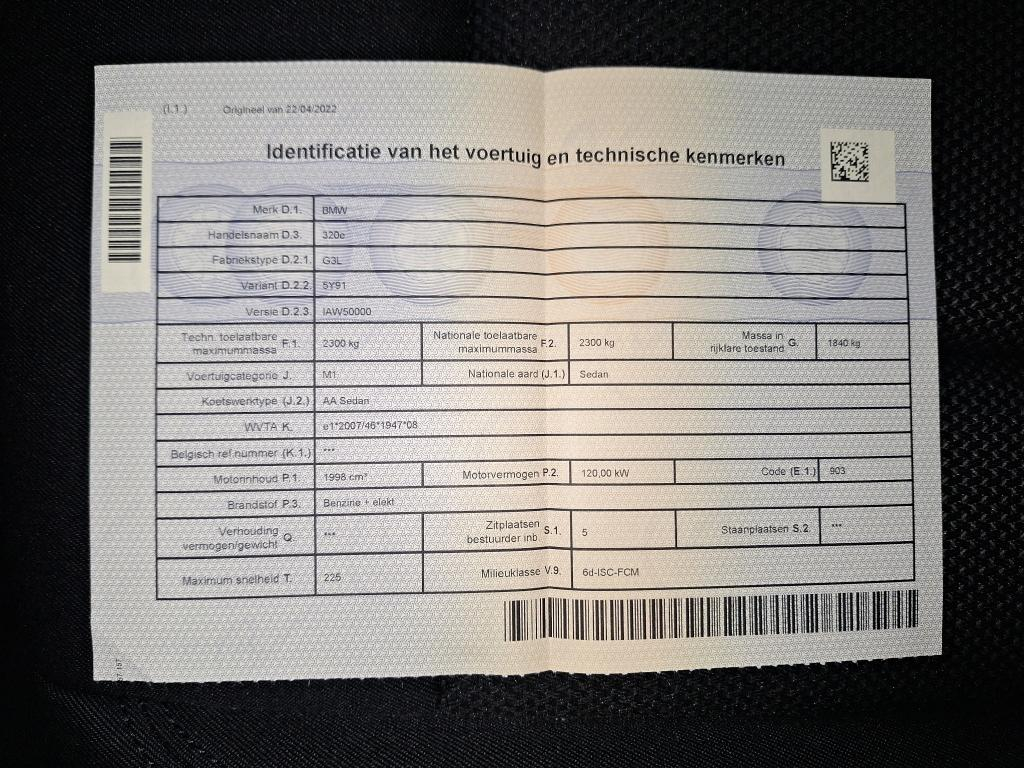 (I.1.) Origineel van 22/04/2022
Identificatie van het voertuig en technische kenmerken
Merk D.1. BMW
Handelsnaam D.3. 320e
Fabriekstype D.2.1. G3L
Variant D.2.2. 5Y91
Versie D.2.3. IAW50000
Techn. toelaatbare maximummassa F.1. 2300 kg Nationale toelaatbare maximummassa F.2. 2300 kg Massa in rijklare toestand G. 1840 kg
Voertuigcategorie J. M1 Nationale aard (J.1.) Sedan
Koetswerktype (J.2.) AA Sedan
WVTA K. e1*2007/46*1947*08
Belgisch ref.nummer (K.1.) ***
Motorinhoud P.1. 1998 cm³ Motorvermogen P.2. 120,00 kW Code (E.1.) 903
Brandstof P.3. Benzine + elekt
Verhouding vermogen/gewicht Q. *** Zitplaatsen bestuurder inb. S.1. 5 Staanplaatsen S.2. ***
Maximum snelheid T. 225 Milieuklasse V.9. 6d-ISC-FCM